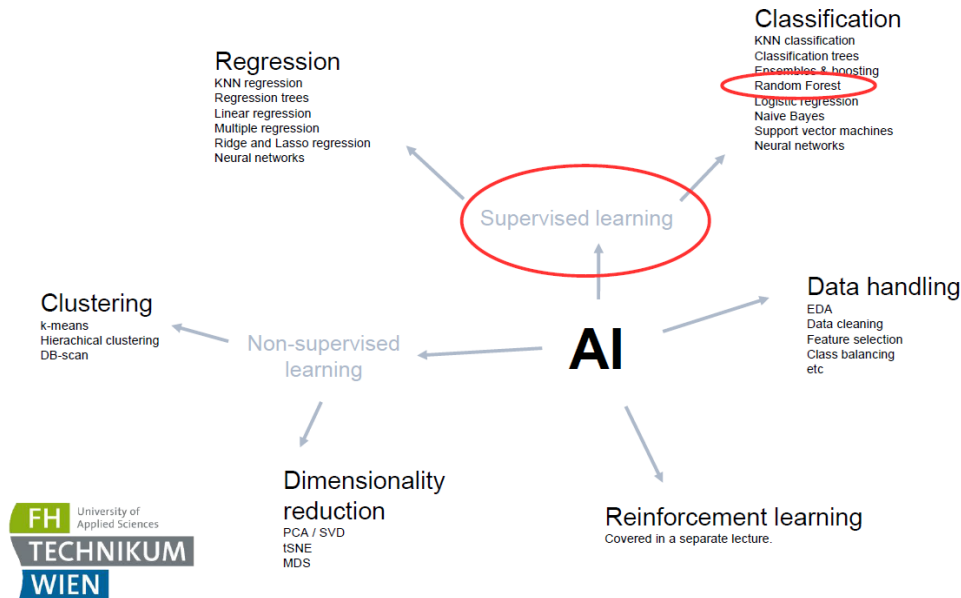 Classification
KNN classification
Classification trees
Ensembles & boosting
Random Forest
Logistic regression
Naive Bayes
Support vector machines
Neural networks
Regression
KNN regression
Regression trees
Linear regression
Multiple regression
Ridge and Lasso regression
Neural networks
Supervised learning
Clustering
k-means
Hierachical clustering
DB-scan
Non-supervised
learning
AI
Data handling
EDA
Data cleaning
Feature selection
Class balancing
etc
Dimensionality
reduction
PCA / SVD
tSNE
MDS
Reinforcement learning
Covered in a separate lecture.
FH
University of
Applied Sciences
TECHNIKUM
WIEN